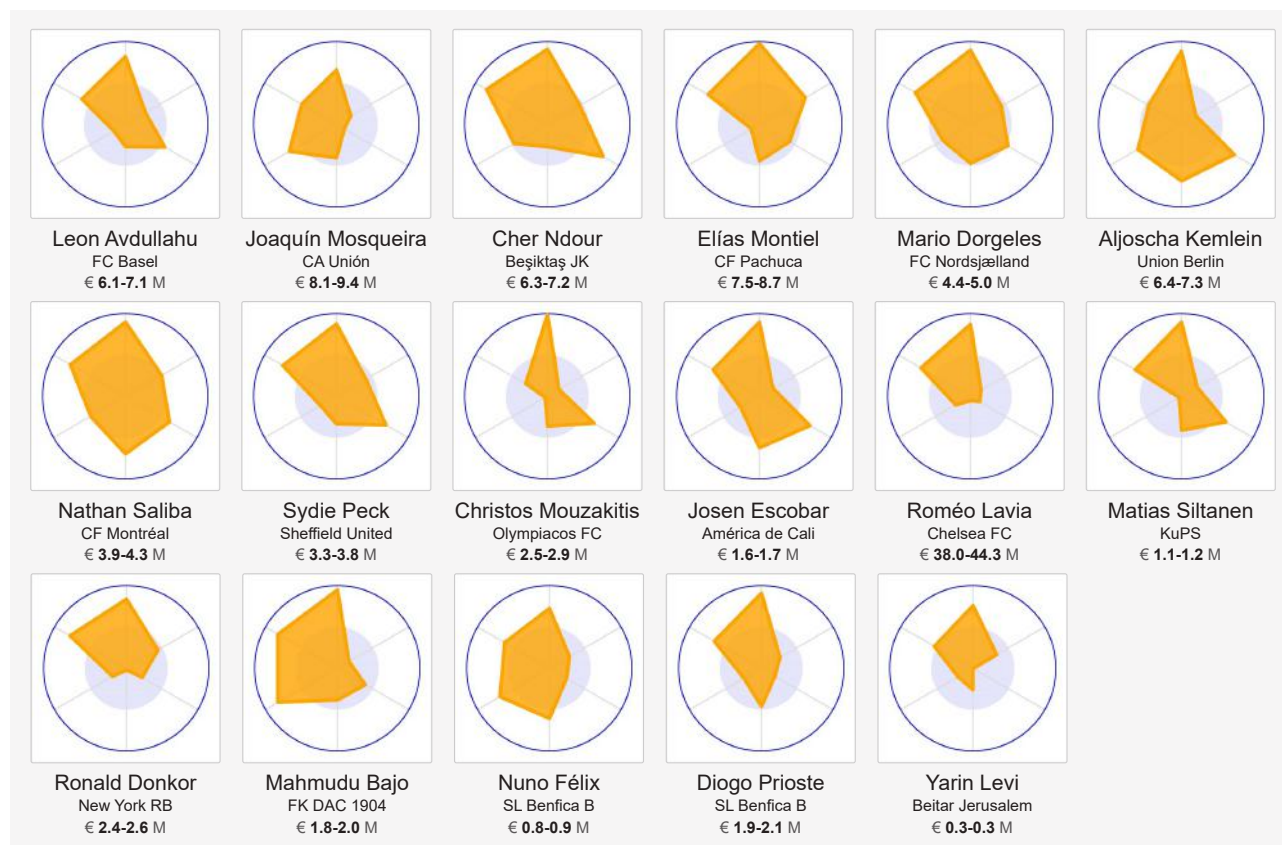 Leon Avdullahu
FC Basel
€ 6.1-7.1 M
Joaquín Mosqueira
CA Unión
€ 8.1-9.4 M
Cher Ndour
Beşiktaş JK
€ 6.3-7.2 M
Elías Montiel
CF Pachuca
€ 7.5-8.7 M
Mario Dorgeles
FC Nordsjælland
€ 4.4-5.0 M
Aljoscha Kemlein
Union Berlin
€ 6.4-7.3 M
Nathan Saliba
CF Montréal
€ 3.9-4.3 M
Sydie Peck
Sheffield United
€ 3.3-3.8 M
Christos Mouzakitis
Olympiacos FC
€ 2.5-2.9 M
Josen Escobar
América de Cali
€ 1.6-1.7 M
Roméo Lavia
Chelsea FC
€ 38.0-44.3 M
Matias Siltanen
KuPS
€ 1.1-1.2 M
Ronald Donkor
New York RB
€ 2.4-2.6 M
Mahmudu Bajo
FK DAC 1904
€ 1.8-2.0 M
Nuno Félix
SL Benfica B
€ 0.8-0.9 M
Diogo Prioste
SL Benfica B
€ 1.9-2.1 M
Yarin Levi
Beitar Jerusalem
€ 0.3-0.3 M